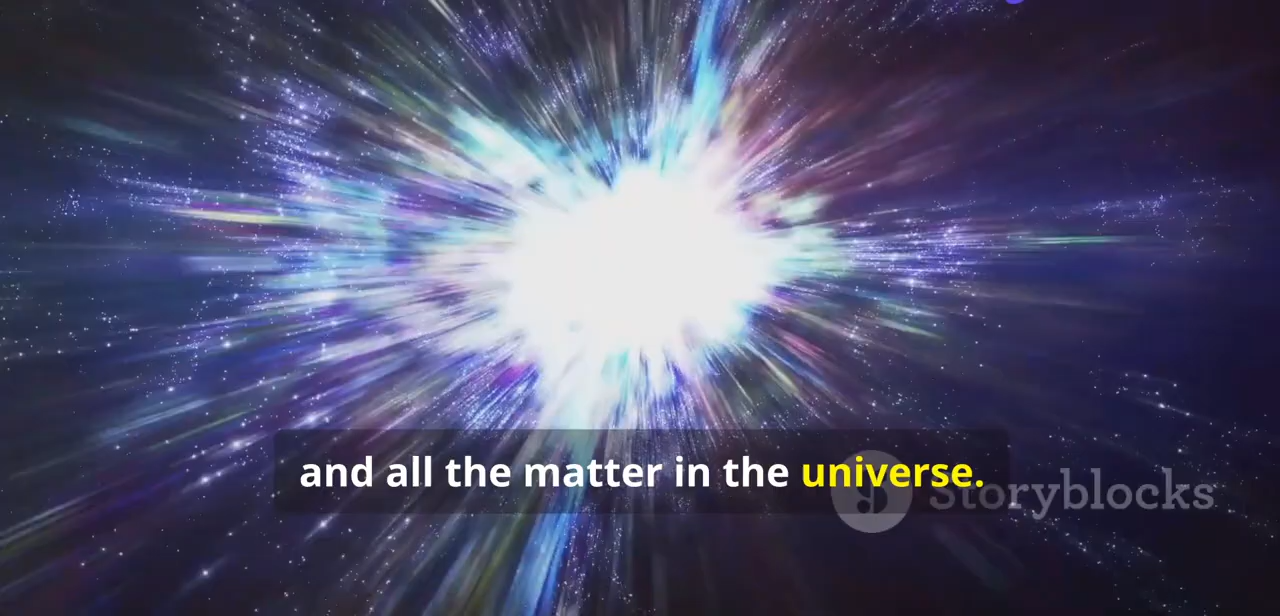 and all the matter in the universe.
Storyblocks